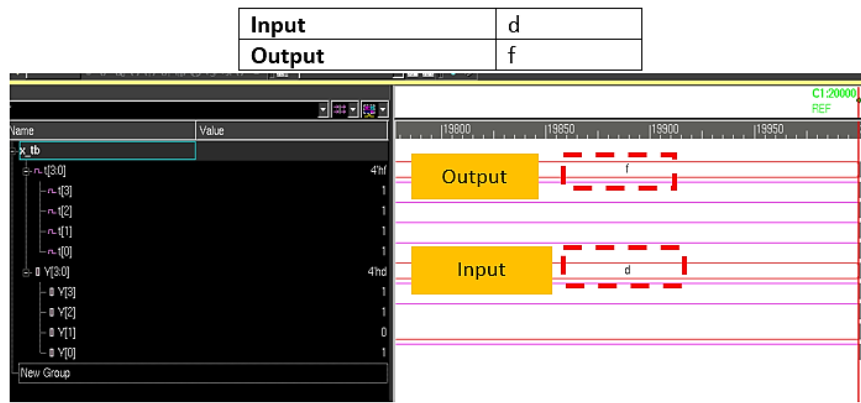 Input d
Output f
C1:20000
REF
Name Value
19800 19850 19900 19950
x_tb
t[3:0] 4'hf
Output f
t[3] 1
t[2] 1
t[1] 1
t[0] 1
Y[3:0] 4'hd
Input d
Y[3] 1
Y[2] 1
Y[1] 0
Y[0] 1
New Group